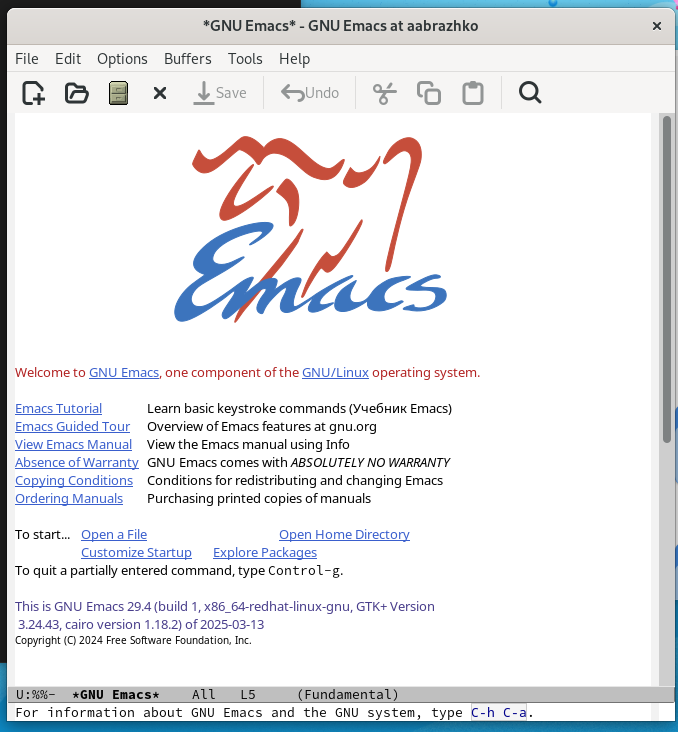 *GNU Emacs* - GNU Emacs at aabrazhko
File Edit Options Buffers Tools Help
Save Undo
Emacs
Welcome to GNU Emacs, one component of the GNU/Linux operating system.
Emacs Tutorial Learn basic keystroke commands (Учебник Emacs)
Emacs Guided Tour Overview of Emacs features at gnu.org
View Emacs Manual View the Emacs manual using Info
Absence of Warranty GNU Emacs comes with ABSOLUTELY NO WARRANTY
Copying Conditions Conditions for redistributing and changing Emacs
Ordering Manuals Purchasing printed copies of manuals
To start... Open a File Open Home Directory
Customize Startup Explore Packages
To quit a partially entered command, type Control-g.
This is GNU Emacs 29.4 (build 1, x86_64-redhat-linux-gnu, GTK+ Version
3.24.43, cairo version 1.18.2) of 2025-03-13
Copyright (C) 2024 Free Software Foundation, Inc.
U:%%- *GNU Emacs* All L5 (Fundamental)
For information about GNU Emacs and the GNU system, type C-h C-a.